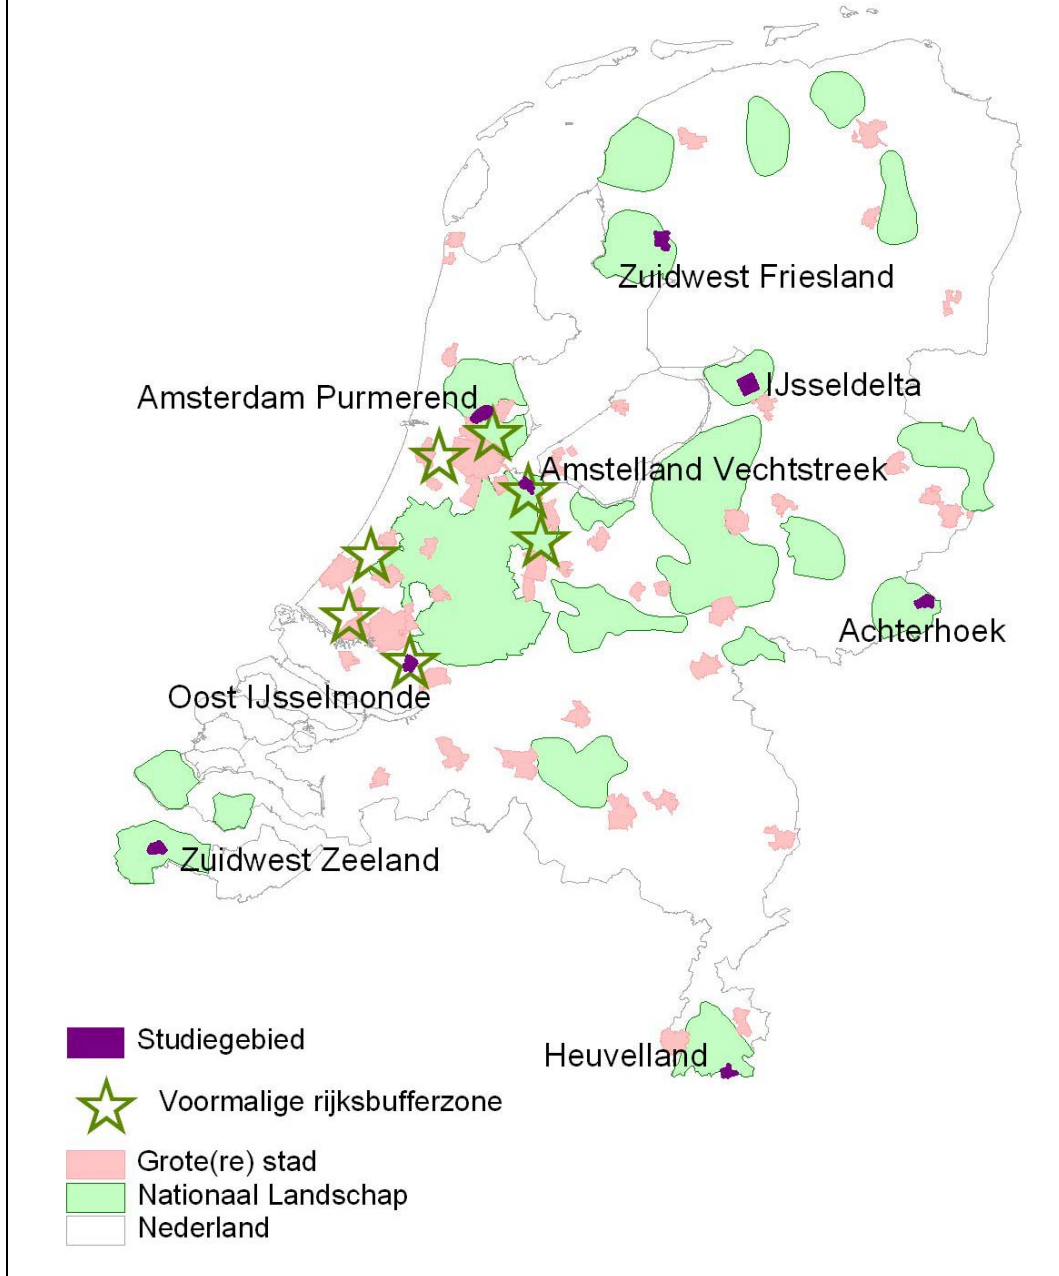 Zuidwest Friesland
IJsseldelta
Amsterdam Purmerend
Amstelland Vechtstreek
Achterhoek
Oost IJsselmonde
Zuidwest Zeeland
Heuvelland
Studiegebied
Voormalige rijksbufferzone
Grote(re) stad
Nationaal Landschap
Nederland